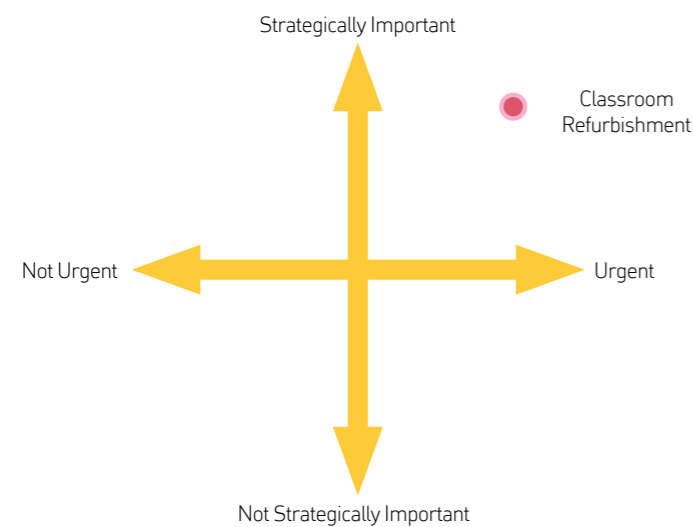 Strategically Important
Classroom
Refurbishment
Not Urgent
Urgent
Not Strategically Important